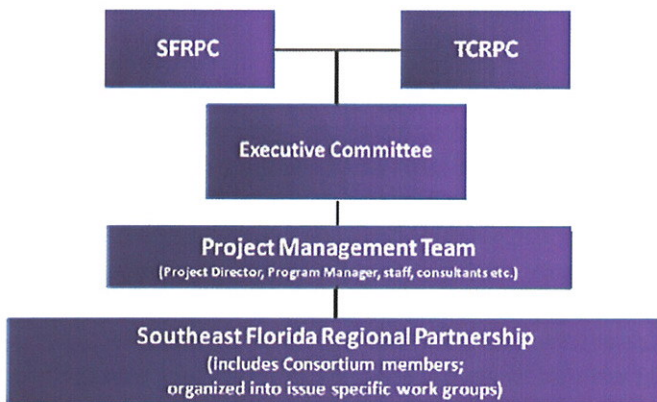 SFRPC
TCRPC
Executive Committee
Project Management Team
(Project Director, Program Manager, staff, consultants etc.)
Southeast Florida Regional Partnership
(includes Consortium members;
organized into issue specific work groups)